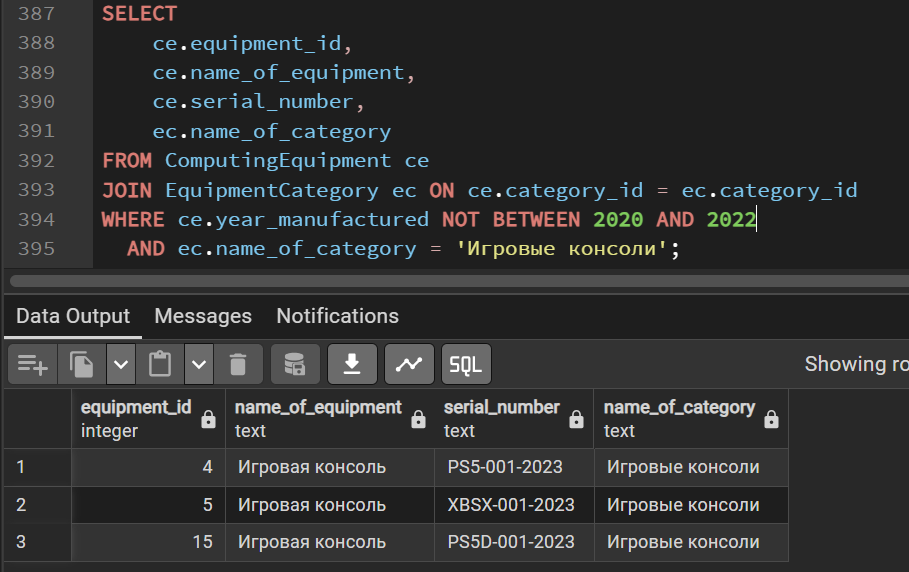 387 SELECT
388 ce.equipment_id,
389 ce.name_of_equipment,
390 ce.serial_number,
391 ec.name_of_category
392 FROM ComputingEquipment ce
393 JOIN EquipmentCategory ec ON ce.category_id = ec.category_id
394 WHERE ce.year_manufactured NOT BETWEEN 2020 AND 2022
395 AND ec.name_of_category = 'Игровые консоли';
Data Output Messages Notifications
SQL Showing ro
equipment_id name_of_equipment serial_number name_of_category
integer text text text
1 4 Игровая консоль PS5-001-2023 Игровые консоли
2 5 Игровая консоль XBSX-001-2023 Игровые консоли
3 15 Игровая консоль PS5D-001-2023 Игровые консоли